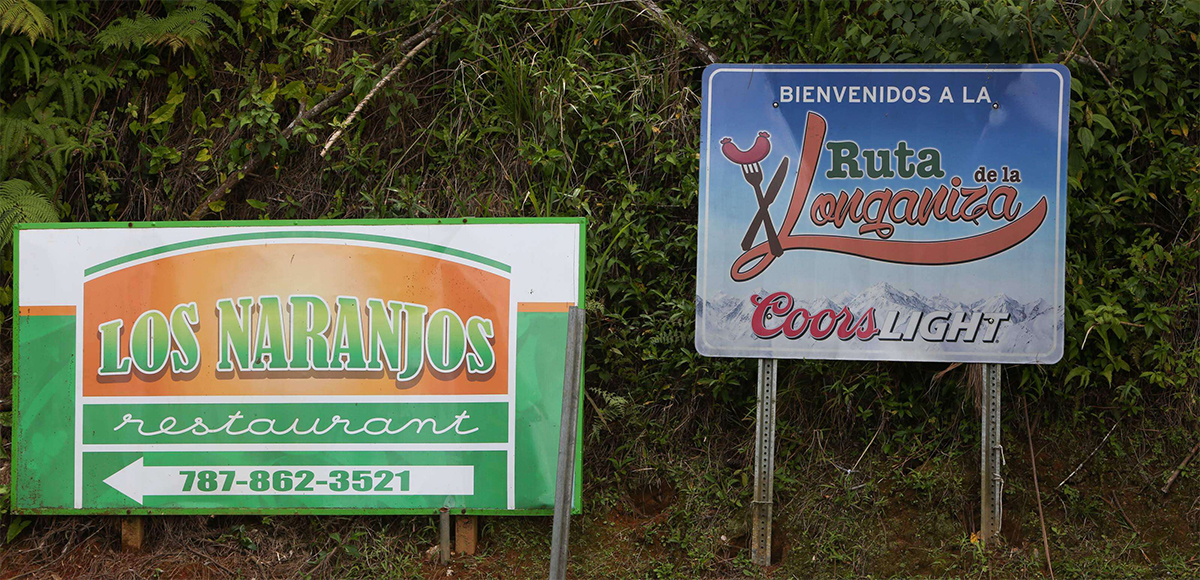 LOS NARANJOS
restaurant
787-862-3521
BIENVENIDOS A LA
Ruta de la
Longaniza
Coors LIGHT